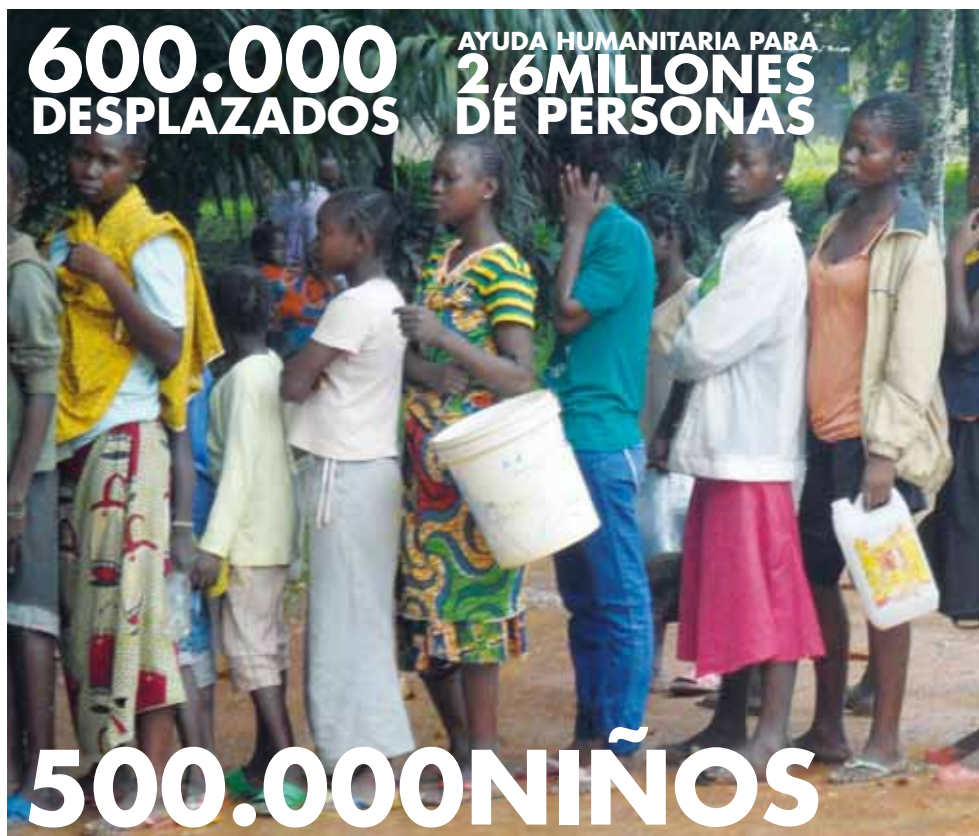 600.000
DESPLAZADOS
AYUDA HUMANITARIA PARA
2,6MILLONES
DE PERSONAS
500.000NIÑOS